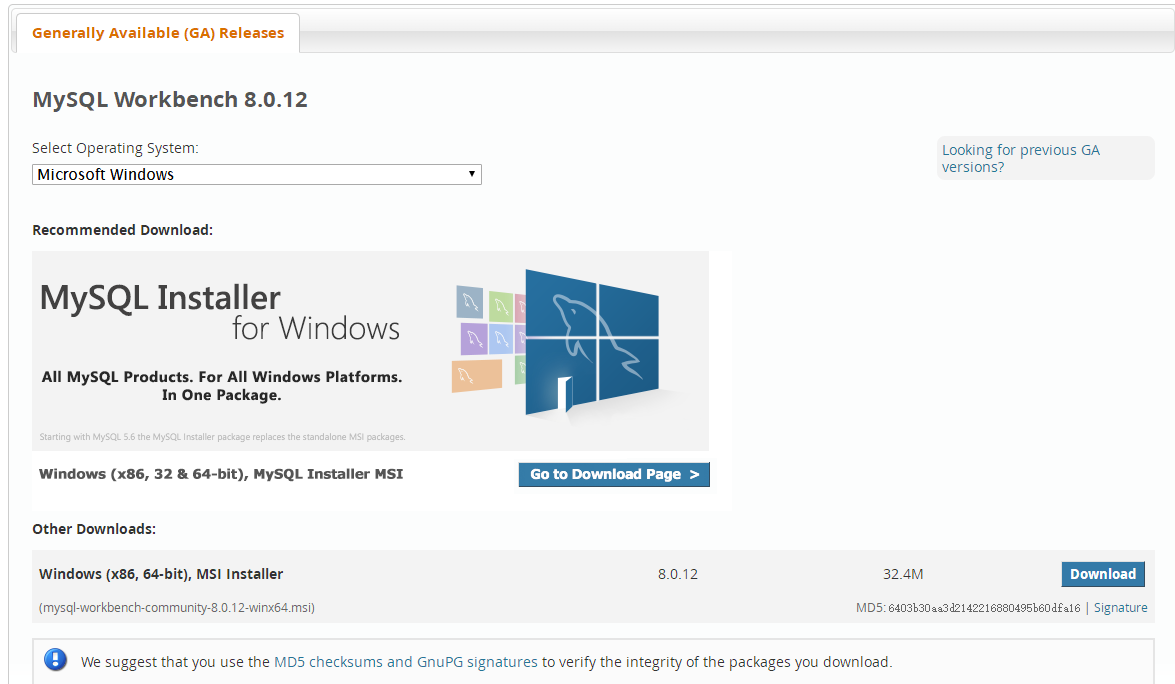 Generally Available (GA) Releases
MySQL Workbench 8.0.12
Select Operating System:
Looking for previous GA
versions?
Microsoft Windows
Recommended Download:
MySQL Installer
for Windows
All MySQL Products. For All Windows Platforms.
In One Package.
Starting with MySQL 5.6 the MySQL Installer package replaces the standalone MSI packages.
Windows (x86, 32 & 64-bit), MySQL Installer MSI Go to Download Page >
Other Downloads:
Windows (x86, 64-bit), MSI Installer 8.0.12 32.4M Download
(mysql-workbench-community-8.0.12-winx64.msi) MD5: 6403b30aa3d2142216880495b60dfa16 | Signature
We suggest that you use the MD5 checksums and GnuPG signatures to verify the integrity of the packages you download.